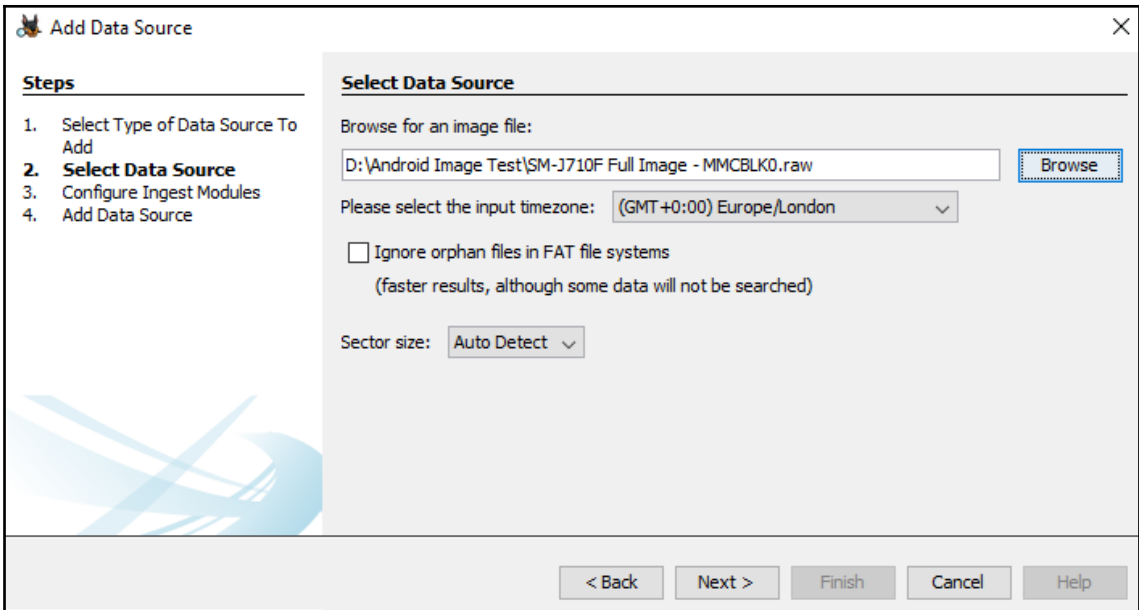 Add Data Source
Steps
1. Select Type of Data Source To
Add
2. Select Data Source
3. Configure Ingest Modules
4. Add Data Source
Select Data Source
Browse for an image file:
D:\Android Image Test\SM-J710F Full Image - MMCBLK0.raw
Browse
Please select the input timezone: (GMT+0:00) Europe/London
Ignore orphan files in FAT file systems
(faster results, although some data will not be searched)
Sector size: Auto Detect
< Back Next > Finish Cancel Help